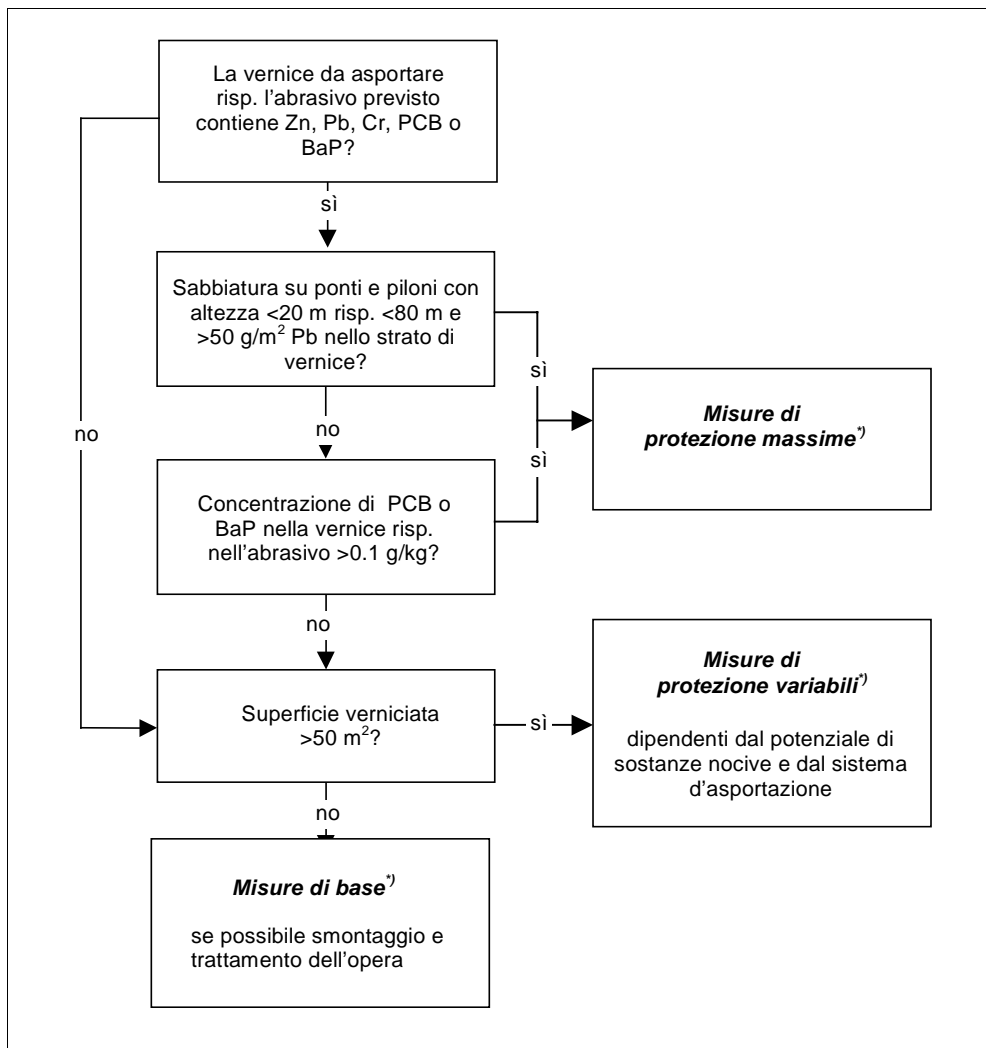 La vernice da asportare
risp. l'abrasivo previsto
contiene Zn, Pb, Cr, PCB o
BaP?
sì
Sabbiatura su ponti e piloni con
altezza <20 m risp. <80 m e
>50 g/m² Pb nello strato di
vernice?
sì
no
no
sì
Misure di
protezione massime*)
Concentrazione di PCB o
BaP nella vernice risp.
nell'abrasivo >0.1 g/kg?
no
Superficie verniciata
>50 m²?
sì
Misure di
protezione variabili*)
dipendenti dal potenziale di
sostanze nocive e dal sistema
d'asportazione
no
Misure di base*)
se possibile smontaggio e
trattamento dell'opera